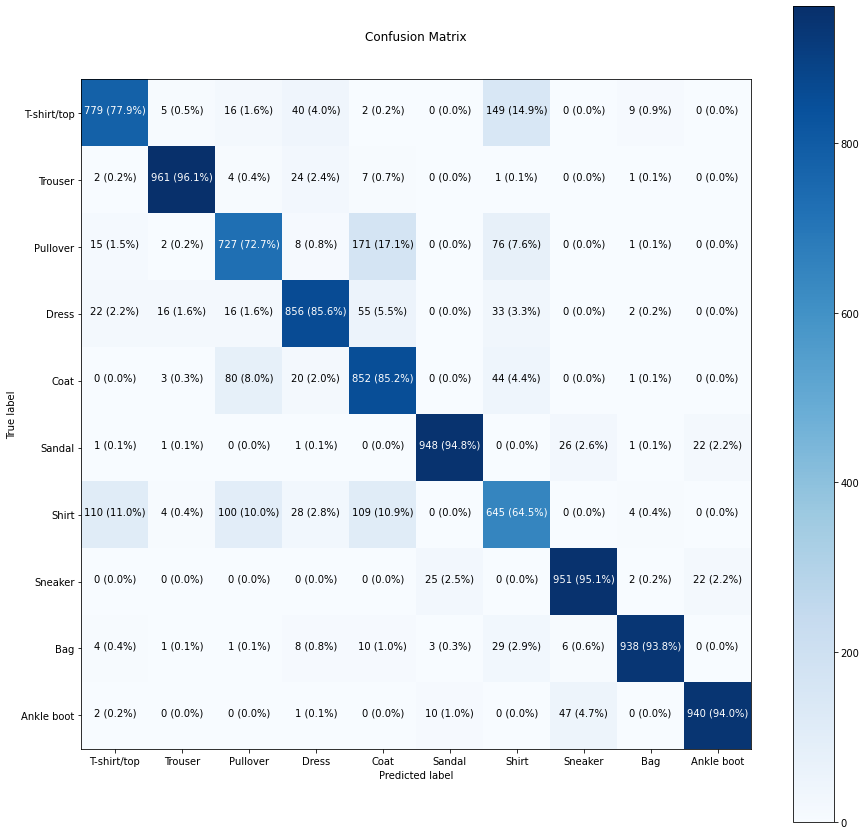 Confusion Matrix
T-shirt/top 779 (77.9%) 5 (0.5%) 16 (1.6%) 40 (4.0%) 2 (0.2%) 0 (0.0%) 149 (14.9%) 0 (0.0%) 9 (0.9%) 0 (0.0%)
800
Trouser 2 (0.2%) 961 (96.1%) 4 (0.4%) 24 (2.4%) 7 (0.7%) 0 (0.0%) 1 (0.1%) 0 (0.0%) 1 (0.1%) 0 (0.0%)
Pullover 15 (1.5%) 2 (0.2%) 727 (72.7%) 8 (0.8%) 171 (17.1%) 0 (0.0%) 76 (7.6%) 0 (0.0%) 1 (0.1%) 0 (0.0%)
Dress 22 (2.2%) 16 (1.6%) 16 (1.6%) 856 (85.6%) 55 (5.5%) 0 (0.0%) 33 (3.3%) 0 (0.0%) 2 (0.2%) 0 (0.0%)
600
Coat 0 (0.0%) 3 (0.3%) 80 (8.0%) 20 (2.0%) 852 (85.2%) 0 (0.0%) 44 (4.4%) 0 (0.0%) 1 (0.1%) 0 (0.0%)
True label
Sandal 1 (0.1%) 1 (0.1%) 0 (0.0%) 1 (0.1%) 0 (0.0%) 948 (94.8%) 0 (0.0%) 26 (2.6%) 1 (0.1%) 22 (2.2%)
400
Shirt 110 (11.0%) 4 (0.4%) 100 (10.0%) 28 (2.8%) 109 (10.9%) 0 (0.0%) 645 (64.5%) 0 (0.0%) 4 (0.4%) 0 (0.0%)
Sneaker 0 (0.0%) 0 (0.0%) 0 (0.0%) 0 (0.0%) 0 (0.0%) 25 (2.5%) 0 (0.0%) 951 (95.1%) 2 (0.2%) 22 (2.2%)
200
Bag 4 (0.4%) 1 (0.1%) 1 (0.1%) 8 (0.8%) 10 (1.0%) 3 (0.3%) 29 (2.9%) 6 (0.6%) 938 (93.8%) 0 (0.0%)
Ankle boot 2 (0.2%) 0 (0.0%) 0 (0.0%) 1 (0.1%) 0 (0.0%) 10 (1.0%) 0 (0.0%) 47 (4.7%) 0 (0.0%) 940 (94.0%)
T-shirt/top Trouser Pullover Dress Coat Sandal Shirt Sneaker Bag Ankle boot
Predicted label
0